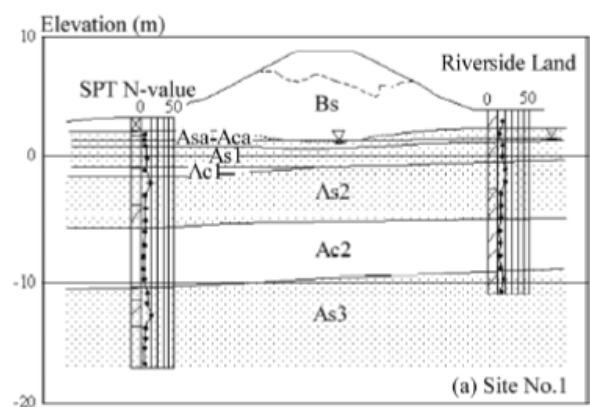 Elevation (m)
10
Riverside Land
SPT N-value
0 50
0 50
Bs
Asa-Aca
As1
0
Ac1
As2
Ac2
-10
As3
(a) Site No.1
-20